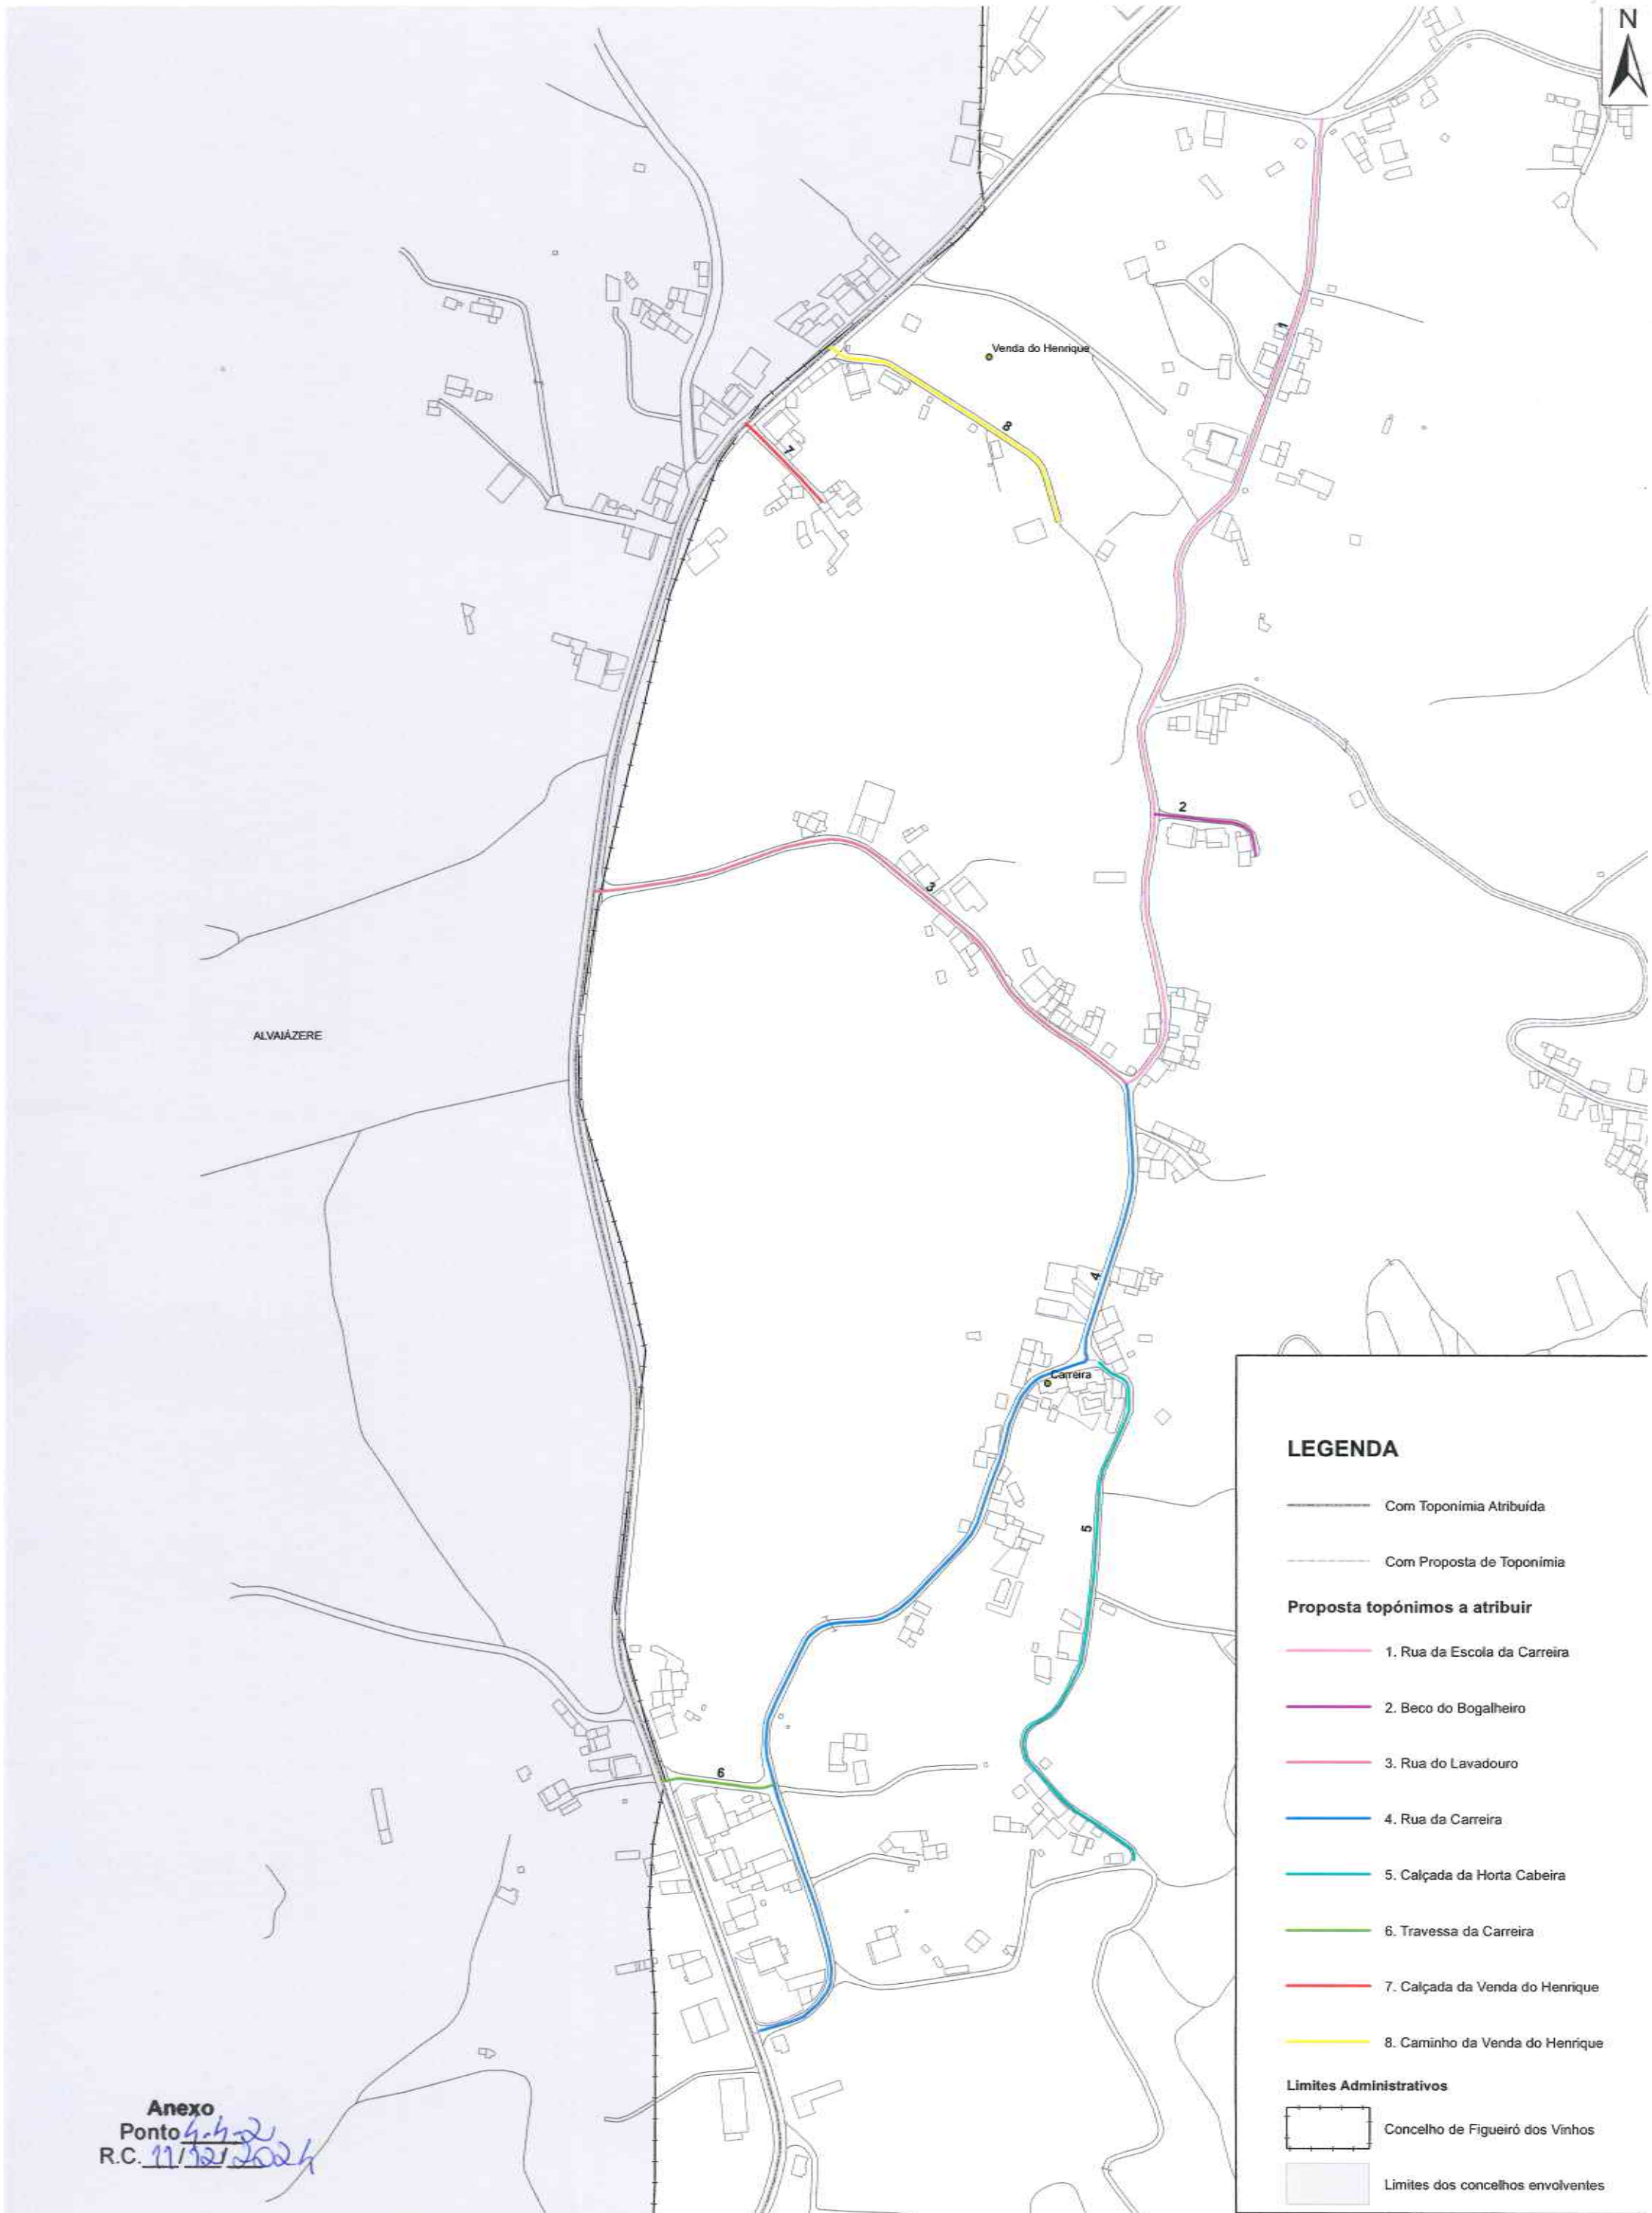 N
1
Venda do Henrique
8
7
2
3
ALVAIÁZERE
4
Carreira
5
6
LEGENDA
Com Toponímia Atribuída
Com Proposta de Toponímia
Proposta topónimos a atribuir
1. Rua da Escola da Carreira
2. Beco do Bogalheiro
3. Rua do Lavadouro
4. Rua da Carreira
5. Calçada da Horta Cabeira
6. Travessa da Carreira
7. Calçada da Venda do Henrique
8. Caminho da Venda do Henrique
Limites Administrativos
Concelho de Figueiró dos Vinhos
Limites dos concelhos envolventes
Anexo
Ponto 4.4-2
R.C. 11/12/2024